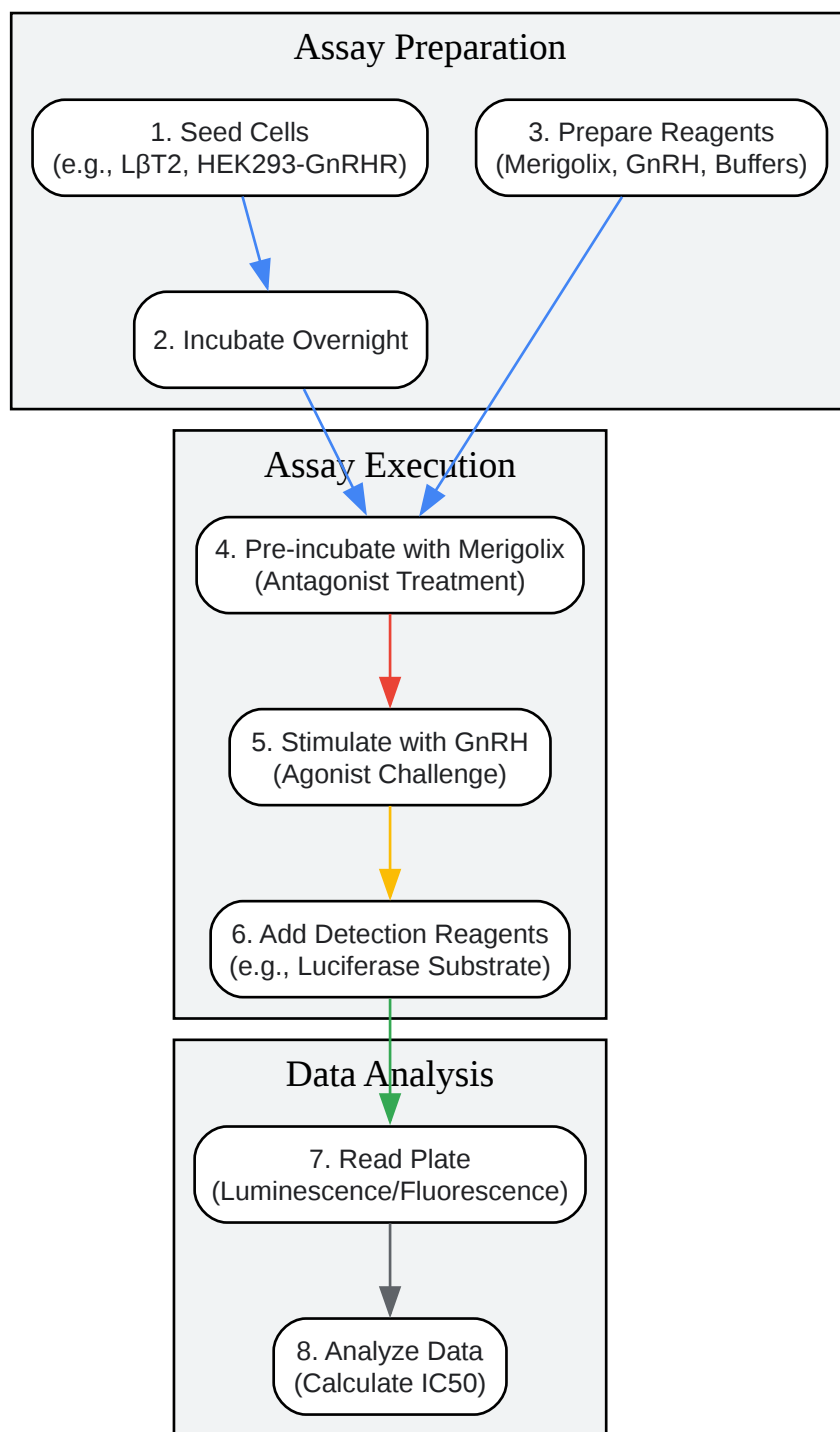 Assay Preparation
1. Seed Cells
(e.g., LβT2, HEK293-GnRHR)
3. Prepare Reagents
(Merigolix, GnRH, Buffers)
2. Incubate Overnight
Assay Execution
4. Pre-incubate with Merigolix
(Antagonist Treatment)
5. Stimulate with GnRH
(Agonist Challenge)
6. Add Detection Reagents
(e.g., Luciferase Substrate)
Data Analysis
7. Read Plate
(Luminescence/Fluorescence)
8. Analyze Data
(Calculate IC50)